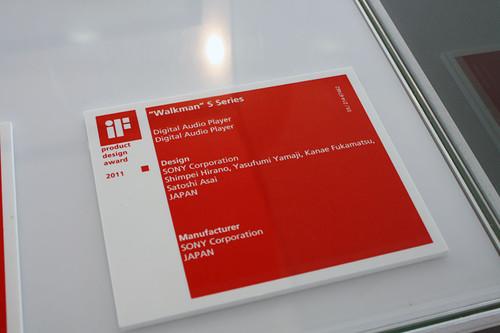 iF
product
design
award
2011
"Walkman" S Series
Digital Audio Player
Digital Audio Player
Design
SONY Corporation
Shimpei Hirano, Yasufumi Yamaji, Kanae Fukamatsu,
Satoshi Asai
JAPAN
Manufacturer
SONY Corporation
JAPAN